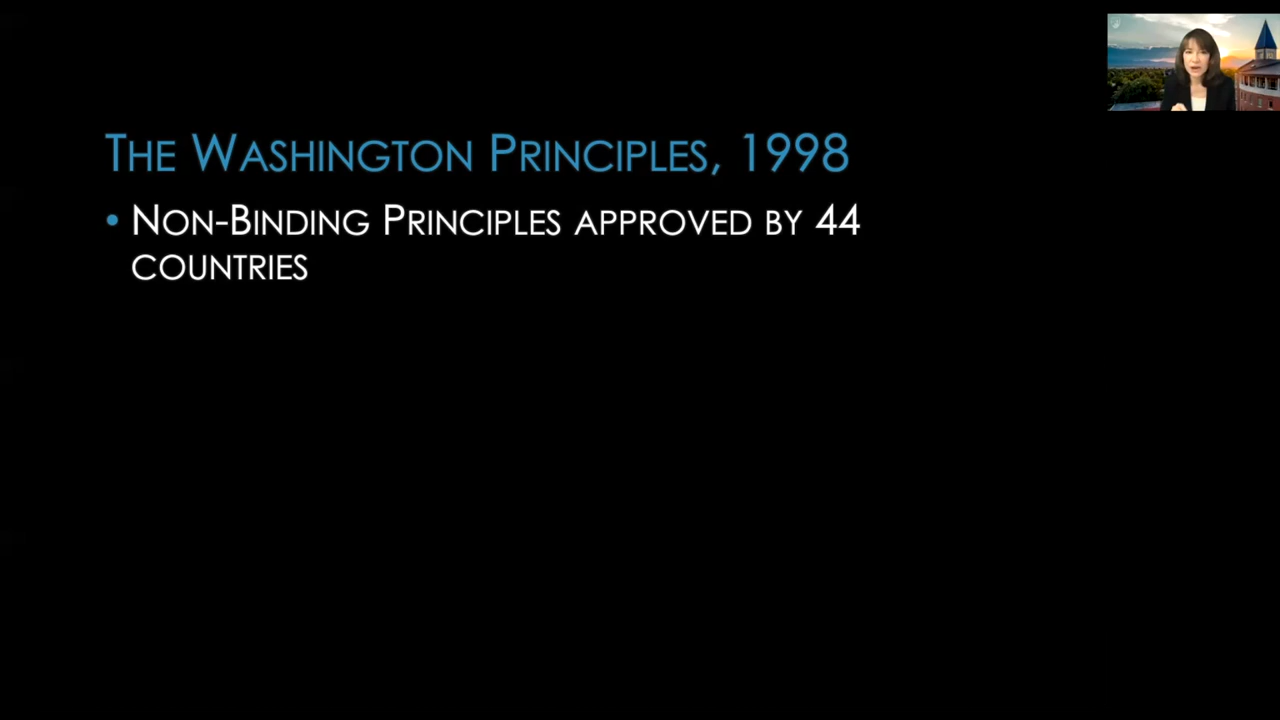 The Washington Principles, 1998
• Non-Binding Principles approved by 44
countries